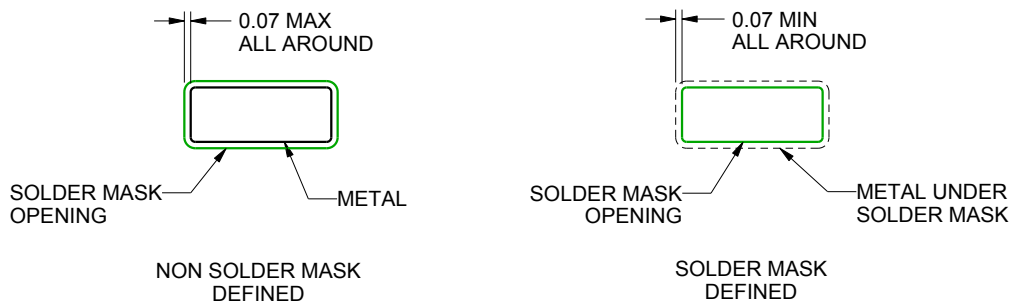 0.07 MAX
ALL AROUND
SOLDER MASK
OPENING
METAL
NON SOLDER MASK
DEFINED
0.07 MIN
ALL AROUND
SOLDER MASK
OPENING
METAL UNDER
SOLDER MASK
SOLDER MASK
DEFINED